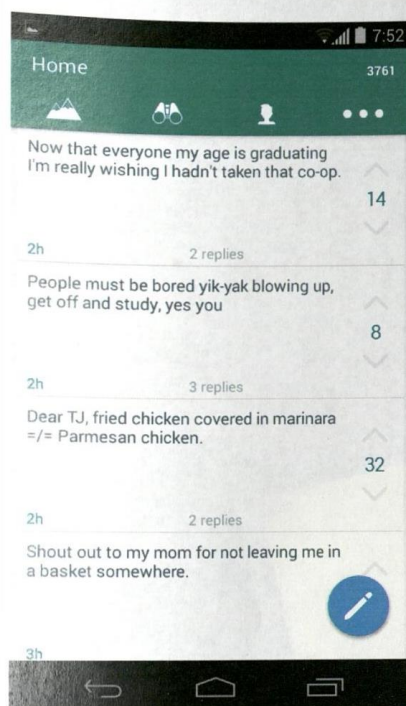 7:52
Home
3761
Now that everyone my age is graduating
I'm really wishing I hadn't taken that co-op.
14
2h
2 replies
People must be bored yik-yak blowing up,
get off and study, yes you
8
2h
3 replies
Dear TJ, fried chicken covered in marinara
=/= Parmesan chicken.
32
2h
2 replies
Shout out to my mom for not leaving me in
a basket somewhere.
3h